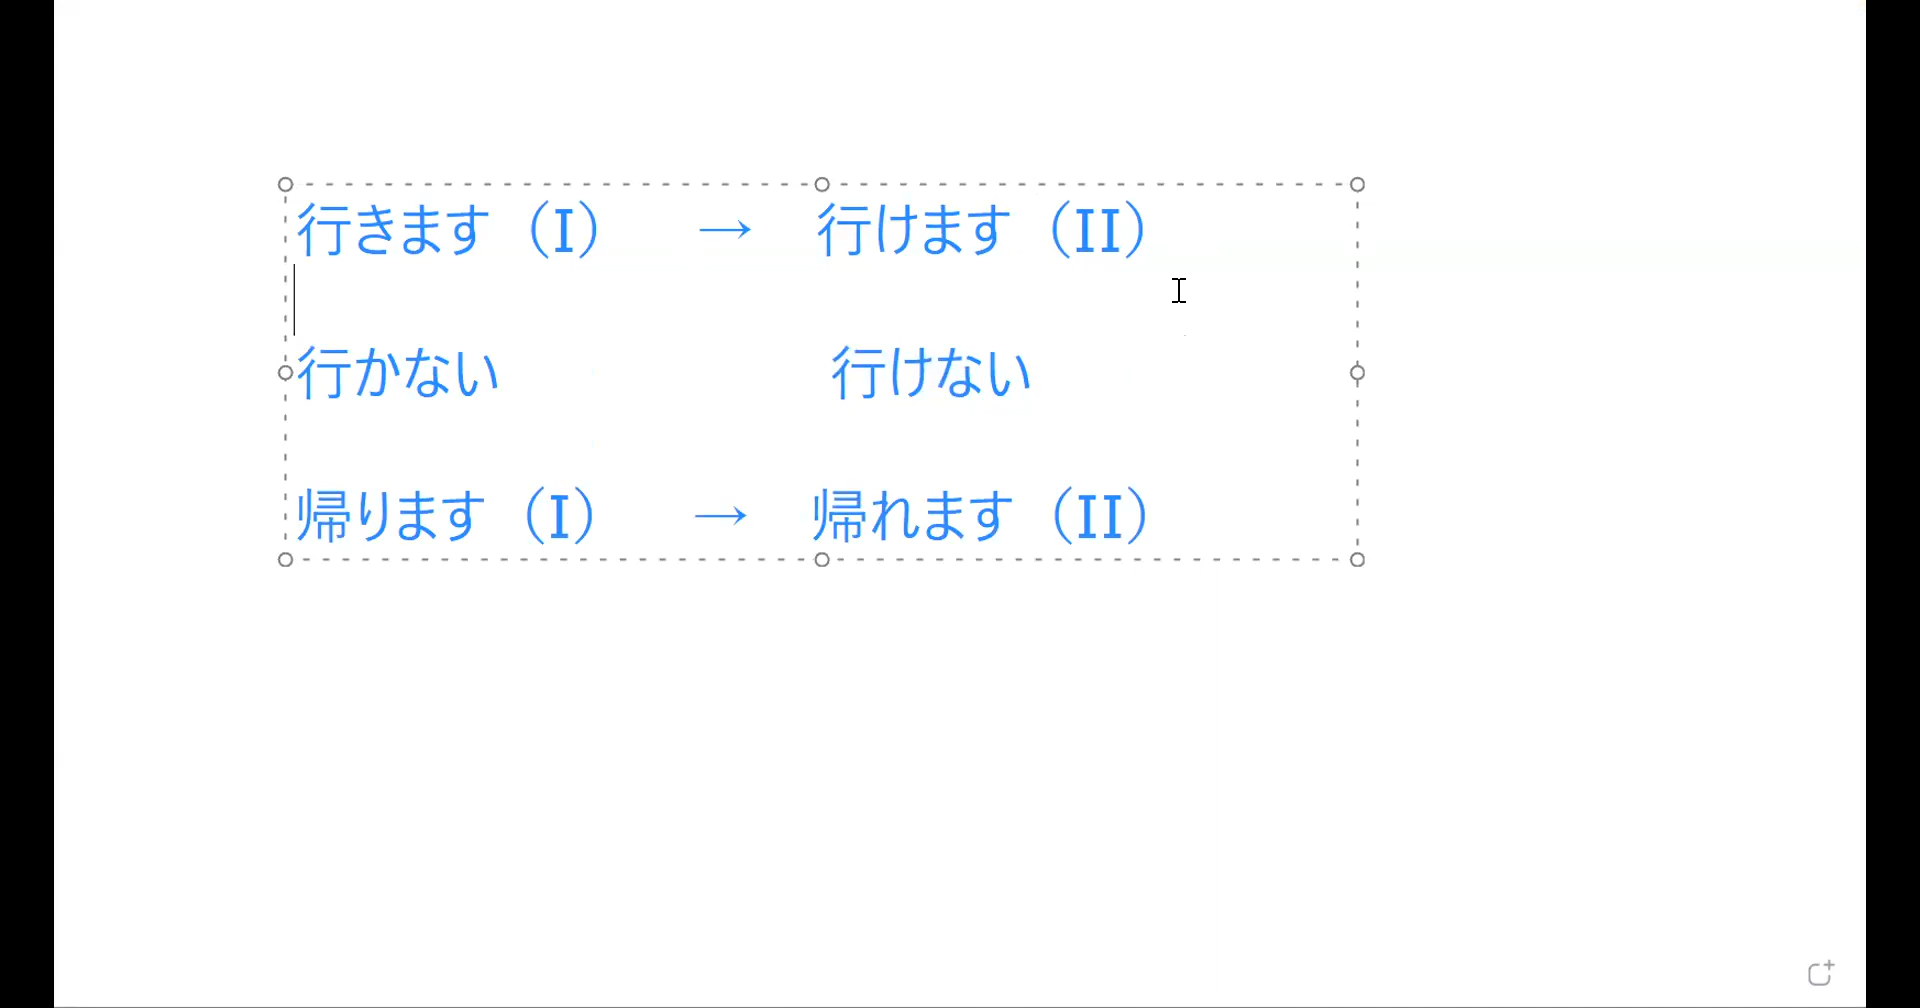 行きます（I）　→　行けます（II）
行かない　行けない
帰ります（I）　→　帰れます（II）